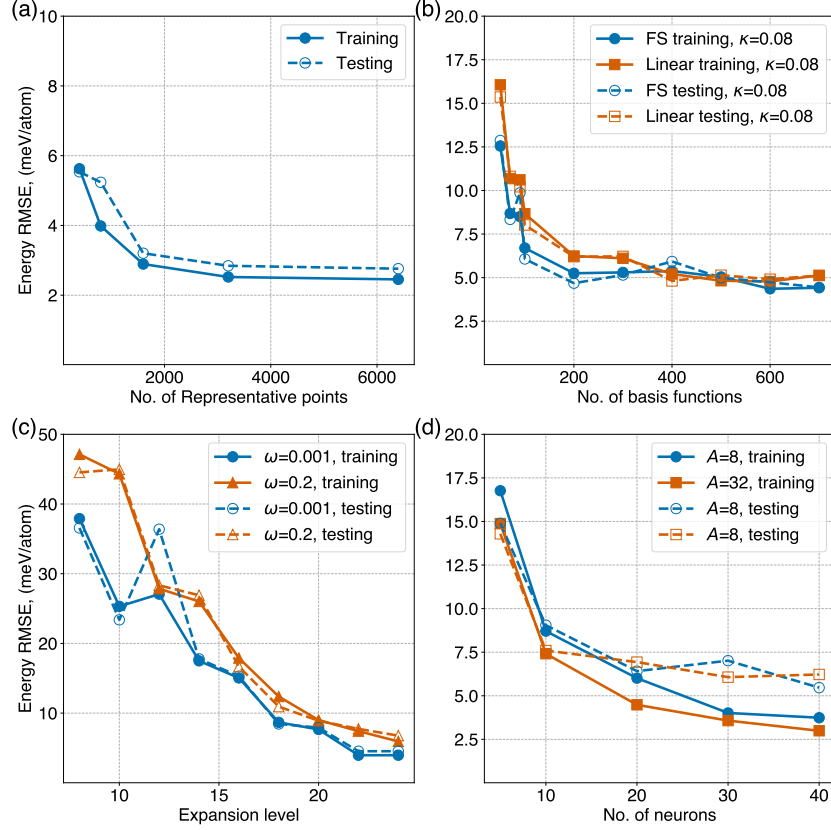 (a)
10
8
6
4
2
Energy RMSE, (meV/atom)
Training
Testing
2000 4000 6000
No. of Representative points
(b)
20.0
17.5
15.0
12.5
10.0
7.5
5.0
2.5
FS training, κ=0.08
Linear training, κ=0.08
FS testing, κ=0.08
Linear testing, κ=0.08
200 400 600
No. of basis functions
(c)
50
40
30
20
10
Energy RMSE, (meV/atom)
ω=0.001, training
ω=0.2, training
ω=0.001, testing
ω=0.2, testing
10 15 20
Expansion level
(d)
20.0
17.5
15.0
12.5
10.0
7.5
5.0
2.5
A=8, training
A=32, training
A=8, testing
A=8, testing
10 20 30 40
No. of neurons